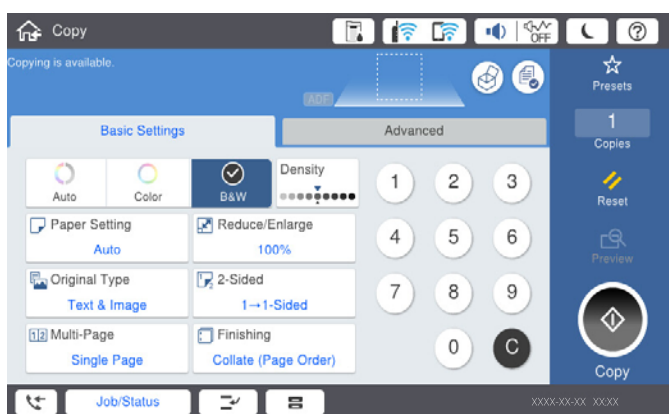 Copy
OFF
?
Copying is available.
ADF
Presets
Basic Settings
Advanced
1
Copies
Auto
Color
B&W
Density
1
2
3
Reset
Paper Setting
Auto
Reduce/Enlarge
100%
4
5
6
Preview
Original Type
Text & Image
2-Sided
1→1-Sided
7
8
9
1 2 Multi-Page
Single Page
Finishing
Collate (Page Order)
0
C
Copy
Job/Status
XXXX-XX-XX XX:XX